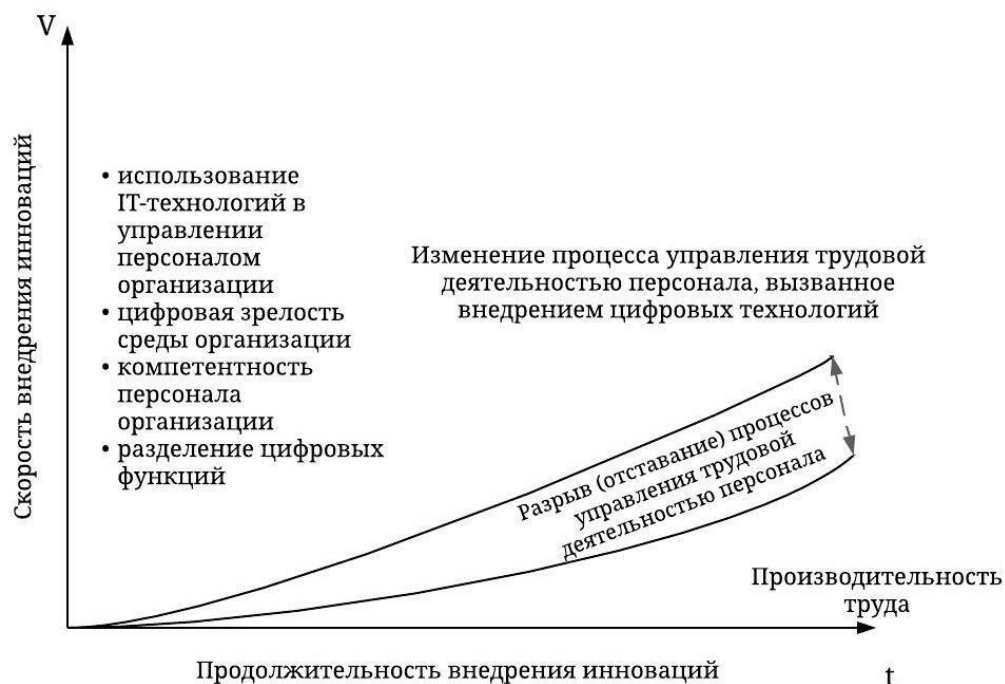 V
Скорость внедрения инноваций
• использование
IT-технологий в
управлении
персоналом
организации
• цифровая зрелость
среды организации
• компетентность
персонала
организации
• разделение цифровых
функций
Изменение процесса управления трудовой
деятельностью персонала, вызванное
внедрением цифровых технологий
Разрыв (отставание) процессов
управления трудовой
деятельностью персонала
Производительность
труда
Продолжительность внедрения инноваций
t